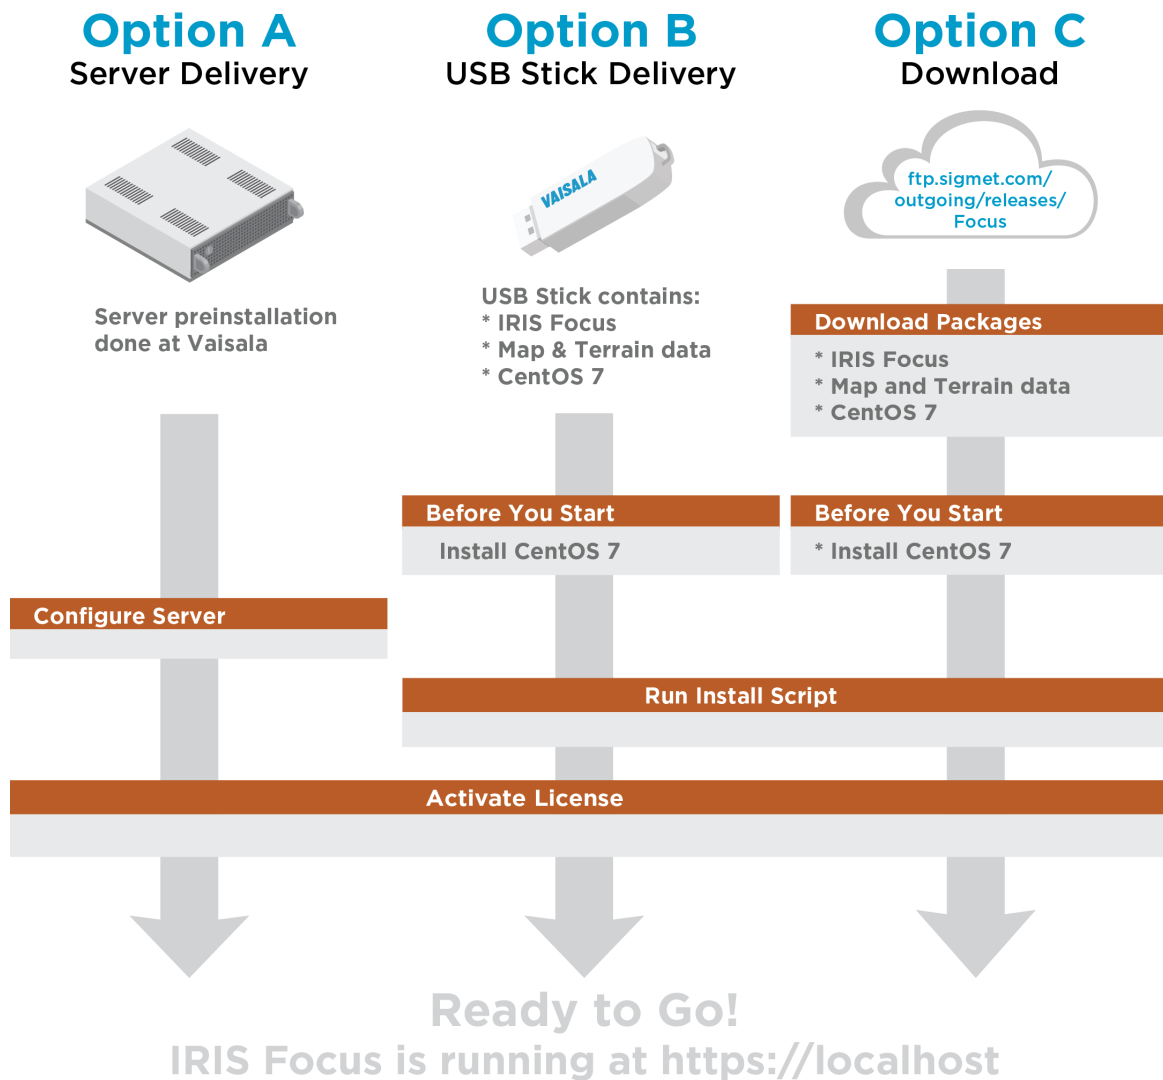 Option A
Server Delivery
Server preinstallation
done at Vaisala
Configure Server
Option B
USB Stick Delivery
VAISALA
USB Stick contains:
* IRIS Focus
* Map & Terrain data
* CentOS 7
Before You Start
Install CentOS 7
Option C
Download
ftp.sigmet.com/
outgoing/releases/
Focus
Download Packages
* IRIS Focus
* Map and Terrain data
* CentOS 7
Before You Start
* Install CentOS 7
Run Install Script
Activate License
Ready to Go!
IRIS Focus is running at https://localhost